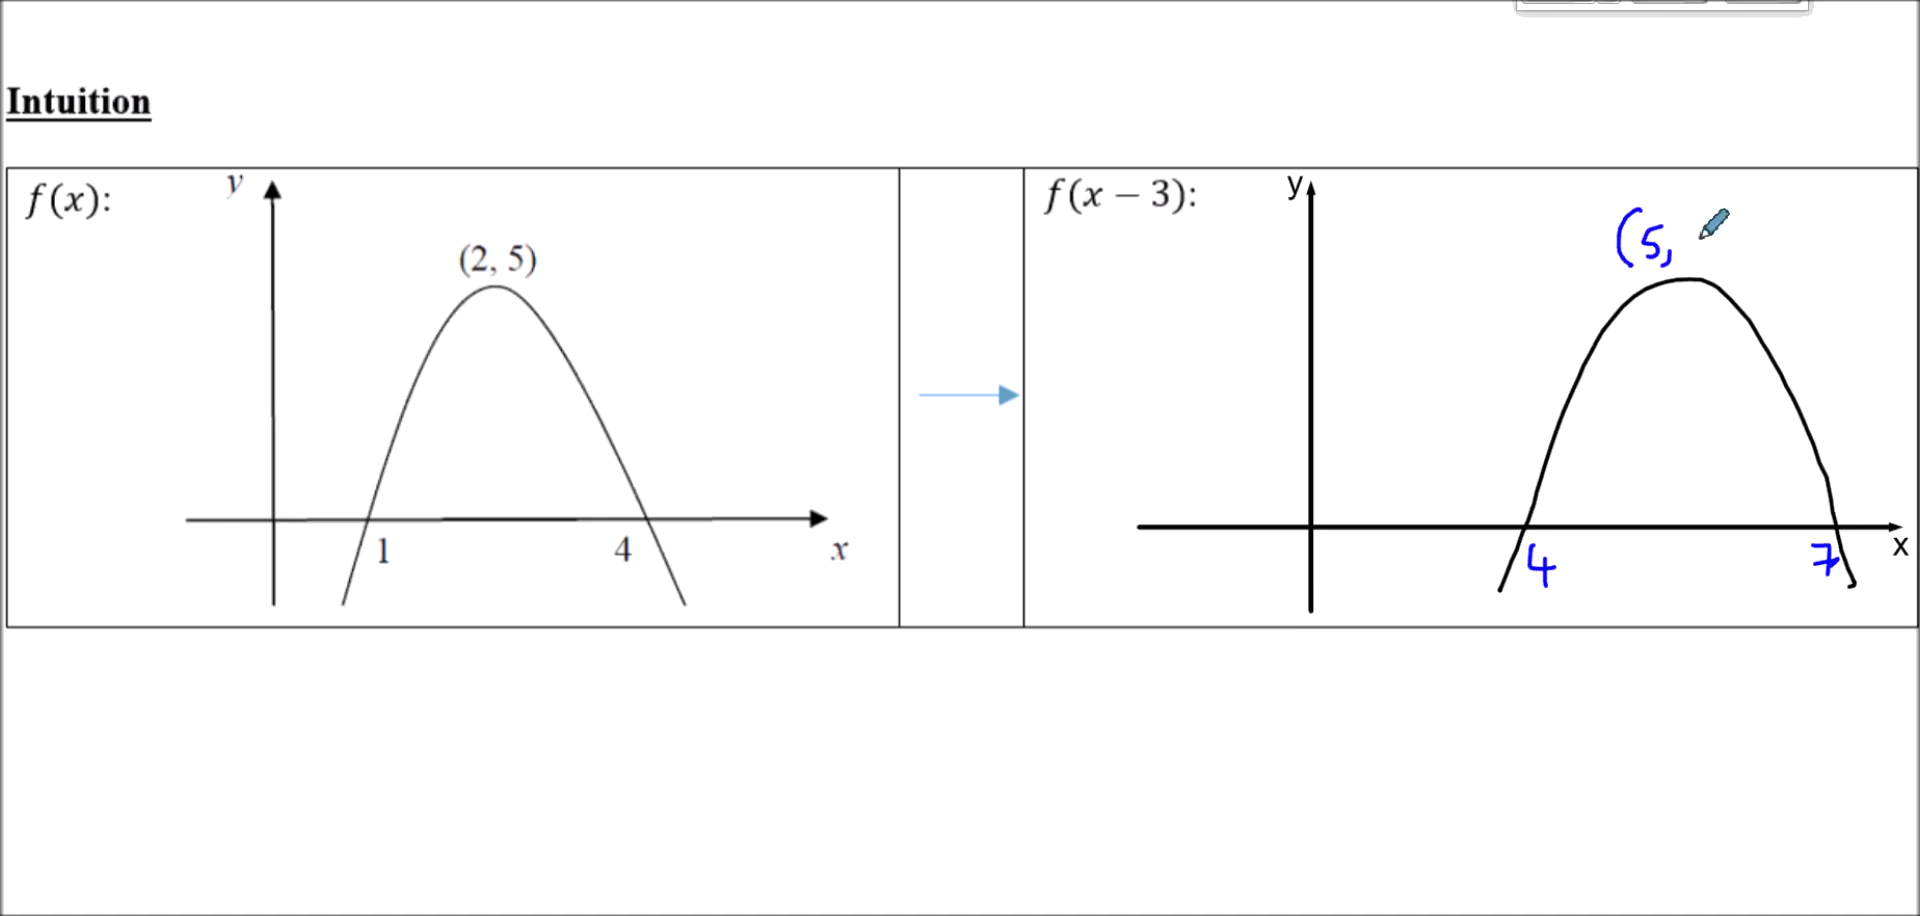 Intuition
f(x):
y
(2, 5)
1
4
x
f(x − 3):
y
(5,
4
7
x